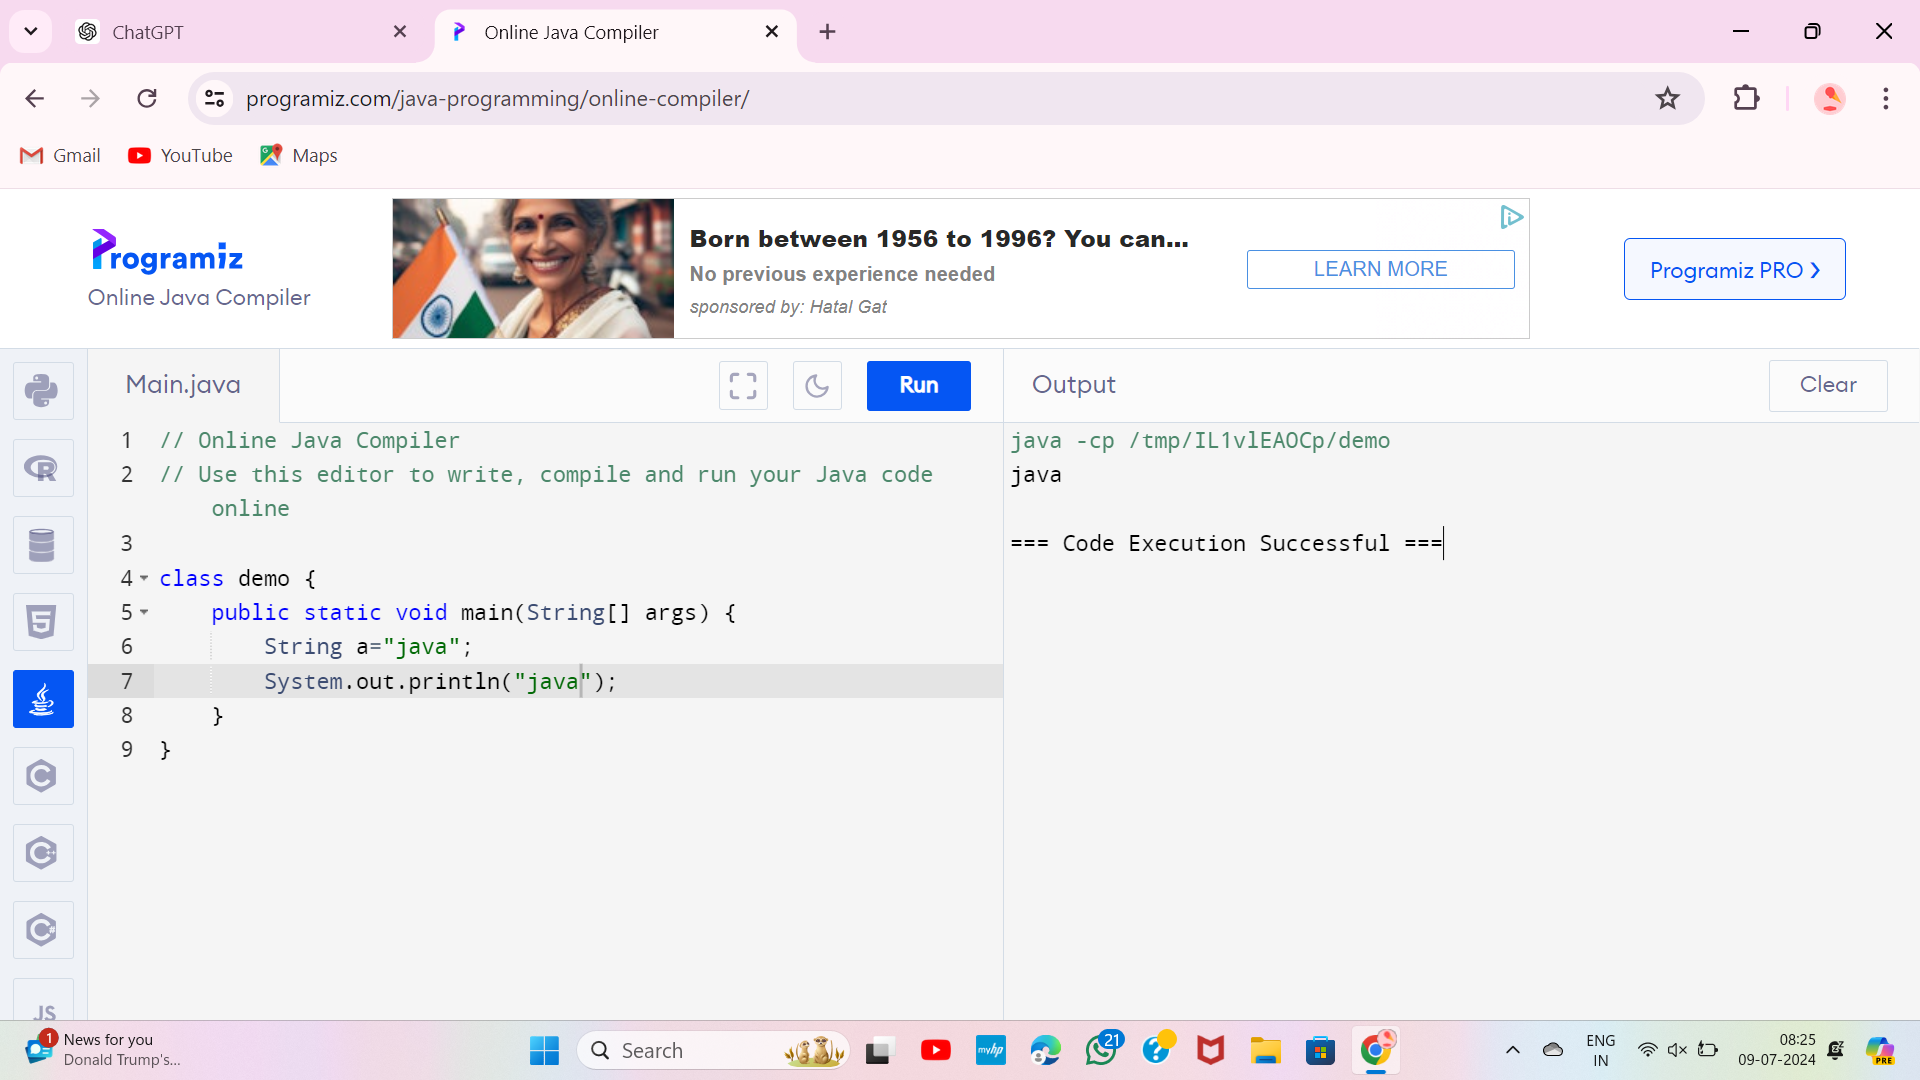 ChatGPT
Online Java Compiler
programiz.com/java-programming/online-compiler/
Gmail
YouTube
Maps
Programiz
Online Java Compiler
Born between 1956 to 1996? You can...
No previous experience needed
sponsored by: Hatal Gat
LEARN MORE
Programiz PRO ❯
Main.java
Run
Output
Clear
1 // Online Java Compiler
2 // Use this editor to write, compile and run your Java code
online
3
4 class demo {
5 public static void main(String[] args) {
6 String a="java";
7 System.out.println("java");
8 }
9 }
java -cp /tmp/IL1vlEAOCp/demo
java
=== Code Execution Successful ===
R
5
C
C++
C#
JS
1
News for you
Donald Trump's...
Search
myhp
21
ENG
IN
08:25
09-07-2024
PRE